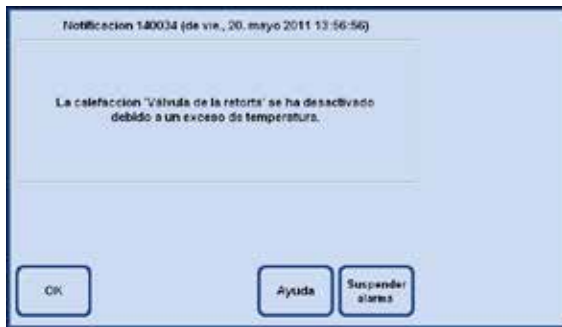 Notificacion 140034 (de vie., 20. mayo 2011 13:56:56)
La calefaccion 'Válvula de la retorta' se ha desactivado
debido a un exceso de temperatura.
OK
Ayuda
Suspender
alarma